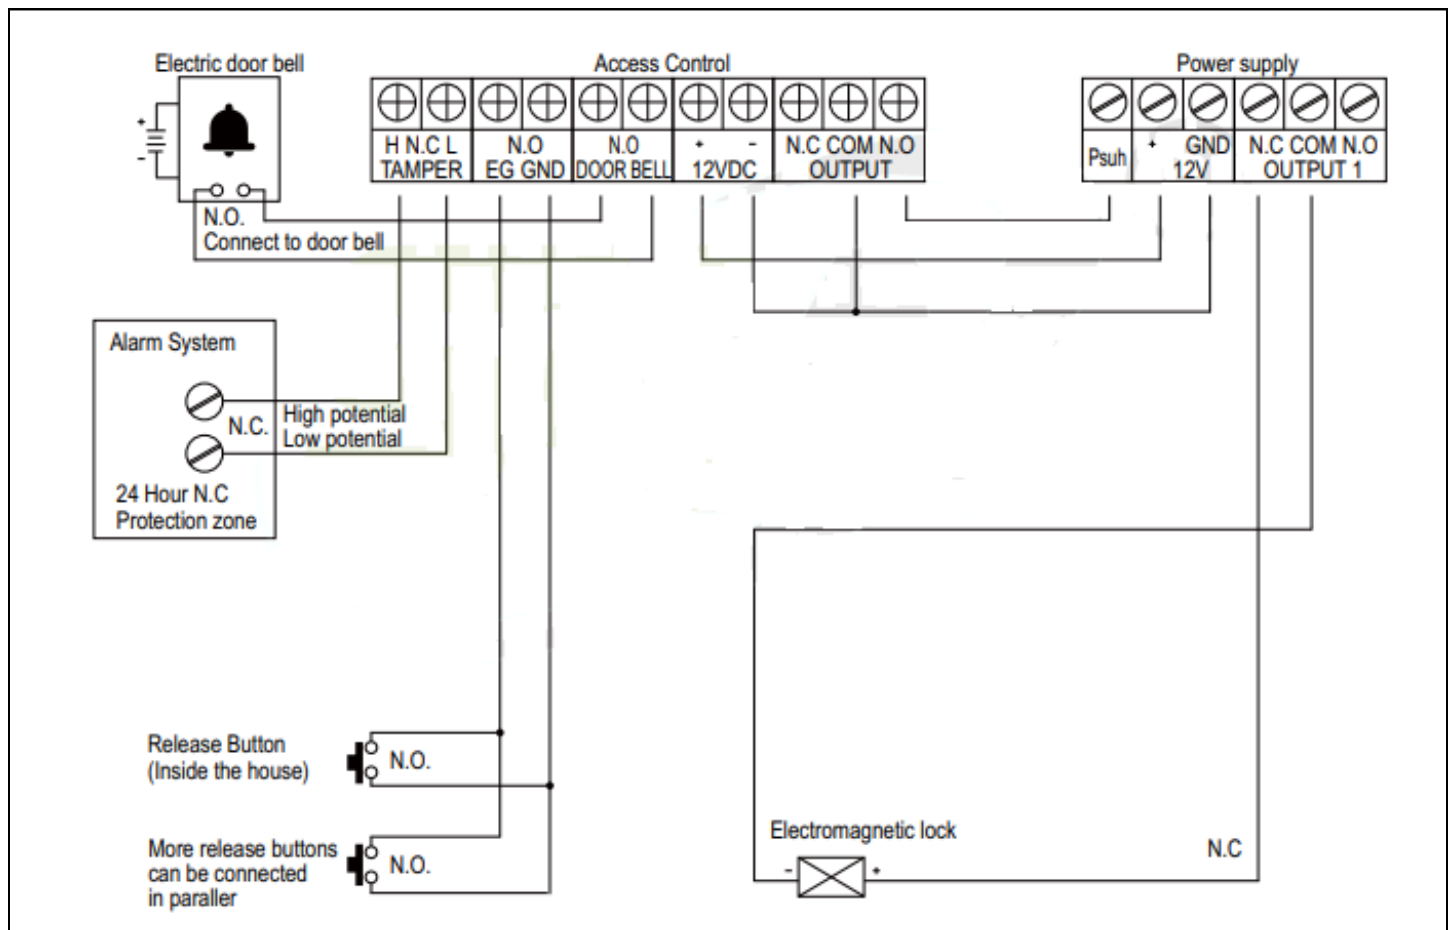 Electric door bell
Access Control
Power supply
+
-
H N.C L
TAMPER
N.O
EG GND
N.O
DOOR BELL
+ -
12VDC
N.C COM N.O
OUTPUT
Psuh
+ GND
12V
N.C COM N.O
OUTPUT 1
N.O.
Connect to door bell
Alarm System
N.C.
High potential
Low potential
24 Hour N.C
Protection zone
Release Button
(Inside the house)
N.O.
More release buttons
can be connected
in paraller
N.O.
Electromagnetic lock
- +
N.C